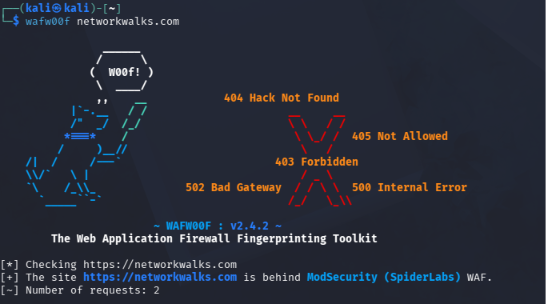 ┌──(kali㉿kali)-[~]
└─$ wafw00f networkwalks.com
( W00f! )
404 Hack Not Found
405 Not Allowed
403 Forbidden
502 Bad Gateway
500 Internal Error
~ WAFW00F : v2.4.2 ~
The Web Application Firewall Fingerprinting Toolkit
[*] Checking https://networkwalks.com
[+] The site https://networkwalks.com is behind ModSecurity (SpiderLabs) WAF.
[~] Number of requests: 2